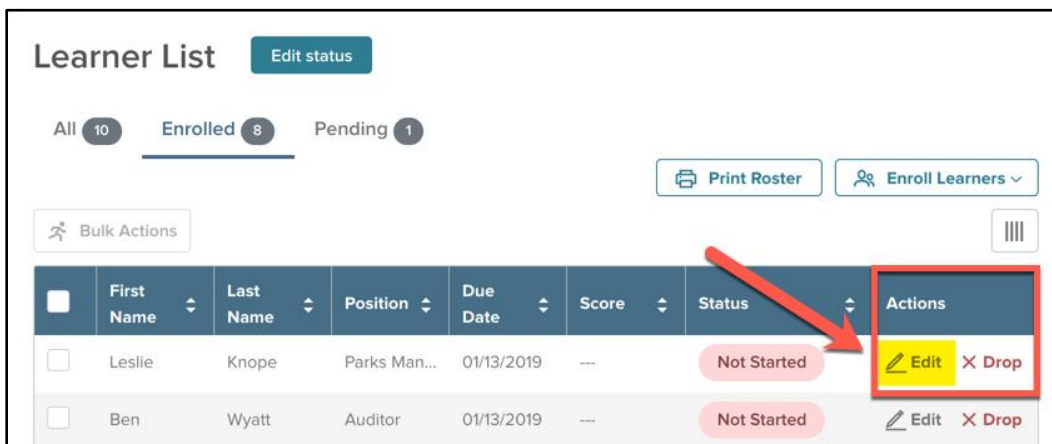 Learner List Edit status
All 10 Enrolled 8 Pending 1
Print Roster Enroll Learners
Bulk Actions
First Name Last Name Position Due Date Score Status Actions
Leslie Knope Parks Man... 01/13/2019 --- Not Started Edit Drop
Ben Wyatt Auditor 01/13/2019 --- Not Started Edit Drop